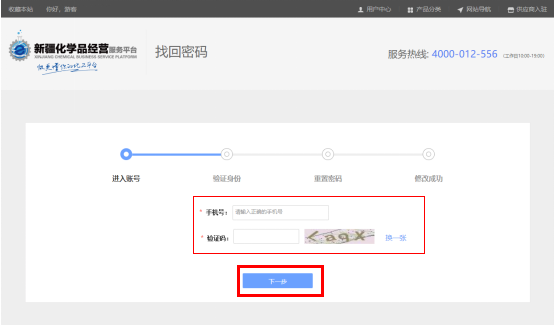 收藏本站 你好，游客 用户中心 产品分类 网站导航 供应商入驻
新疆化学品经营服务平台 找回密码 服务热线: 4000-012-556 (工作日10:00-19:00)
XINJIANG CHEMICAL BUSINESS SERVICE PLATFORM
进入账号 验证身份 重置密码 修改成功
* 手机号: 请输入正确的手机号
* 验证码: KagX 换一张
下一步